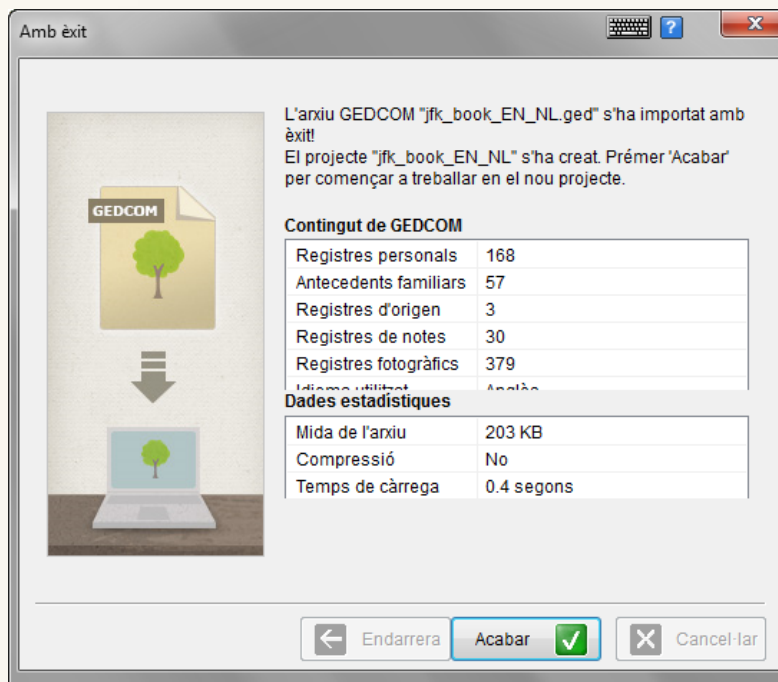 Amb èxit
L'arxiu GEDCOM "jfk_book_EN_NL.ged" s'ha importat amb
èxit!
El projecte "jfk_book_EN_NL" s'ha creat. Prémer 'Acabar'
per començar a treballar en el nou projecte.
GEDCOM
Contingut de GEDCOM
Registres personals 168
Antecedents familiars 57
Registres d'origen 3
Registres de notes 30
Registres fotogràfics 379
Idioma utilitzat Anglès
Dades estadístiques
Mida de l'arxiu 203 KB
Compressió No
Temps de càrrega 0.4 segons
Endarrera Acabar Cancel·lar